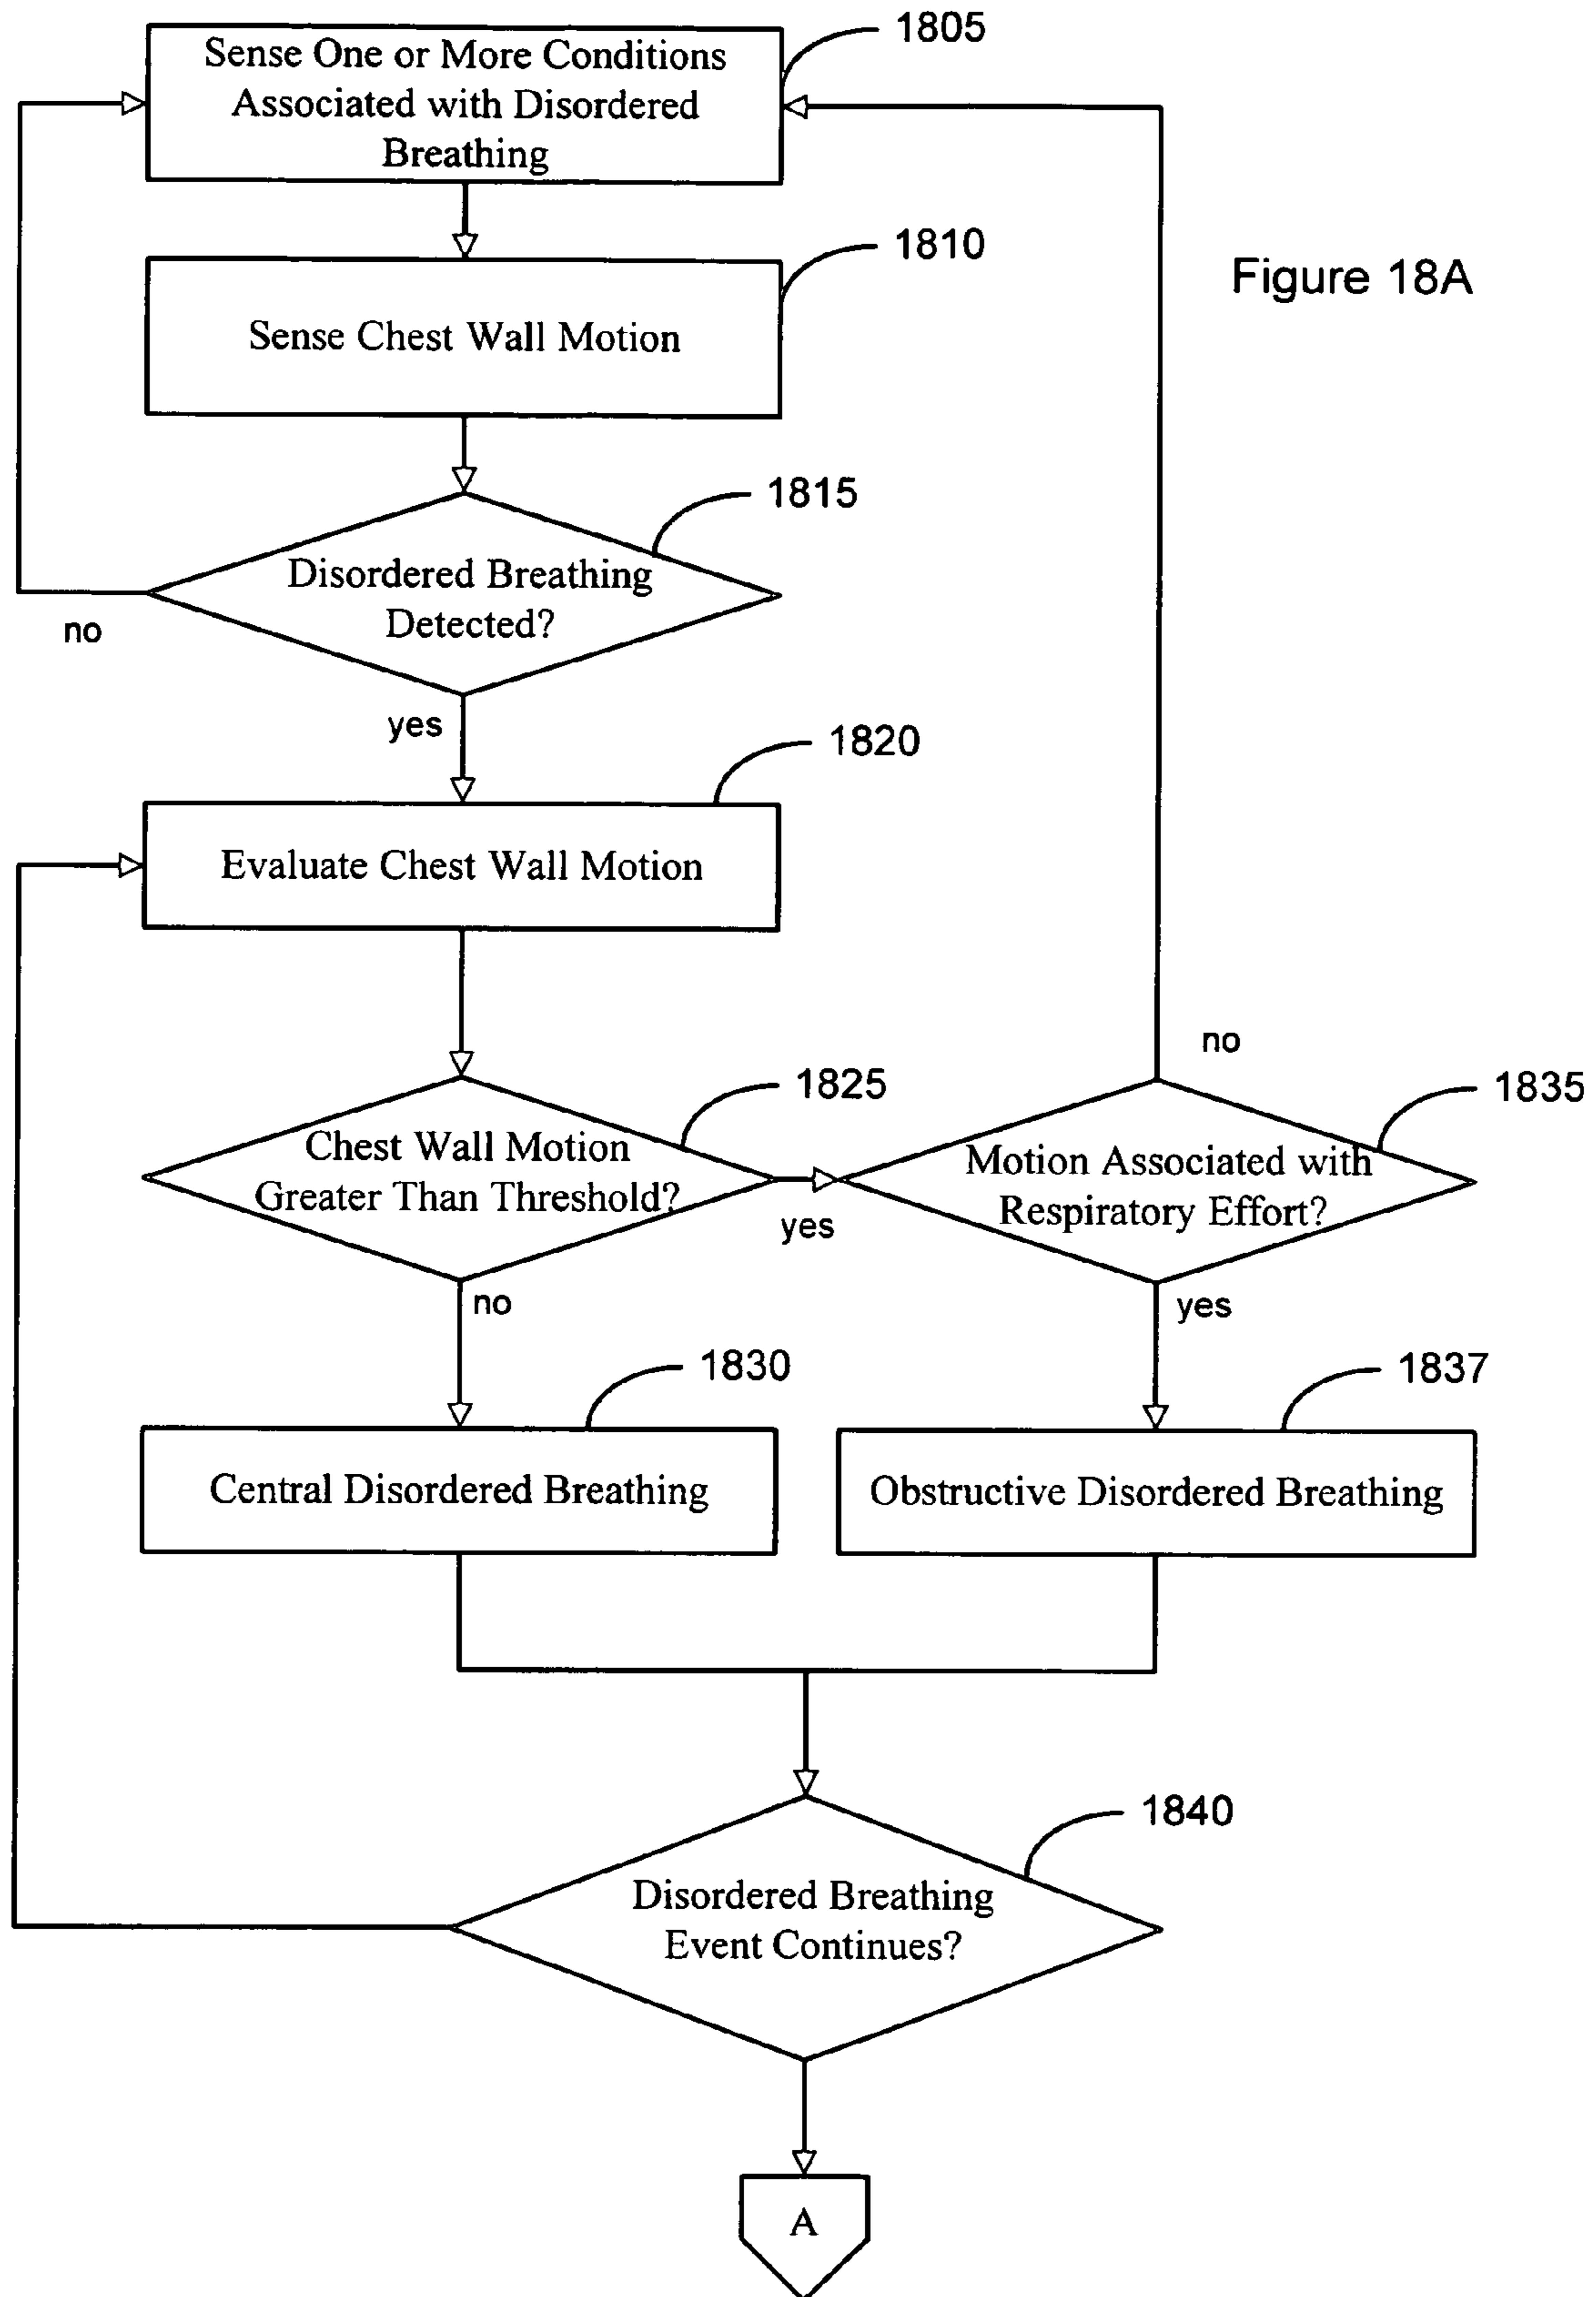 1805
Sense One or More Conditions
Associated with Disordered
Breathing
1810
Figure 18A
Sense Chest Wall Motion
1815
Disordered Breathing
Detected?
no
yes
1820
Evaluate Chest Wall Motion
no
1825
1835
Chest Wall Motion
Greater Than Threshold?
yes
Motion Associated with
Respiratory Effort?
no
yes
1830
1837
Central Disordered Breathing
Obstructive Disordered Breathing
1840
Disordered Breathing
Event Continues?
A